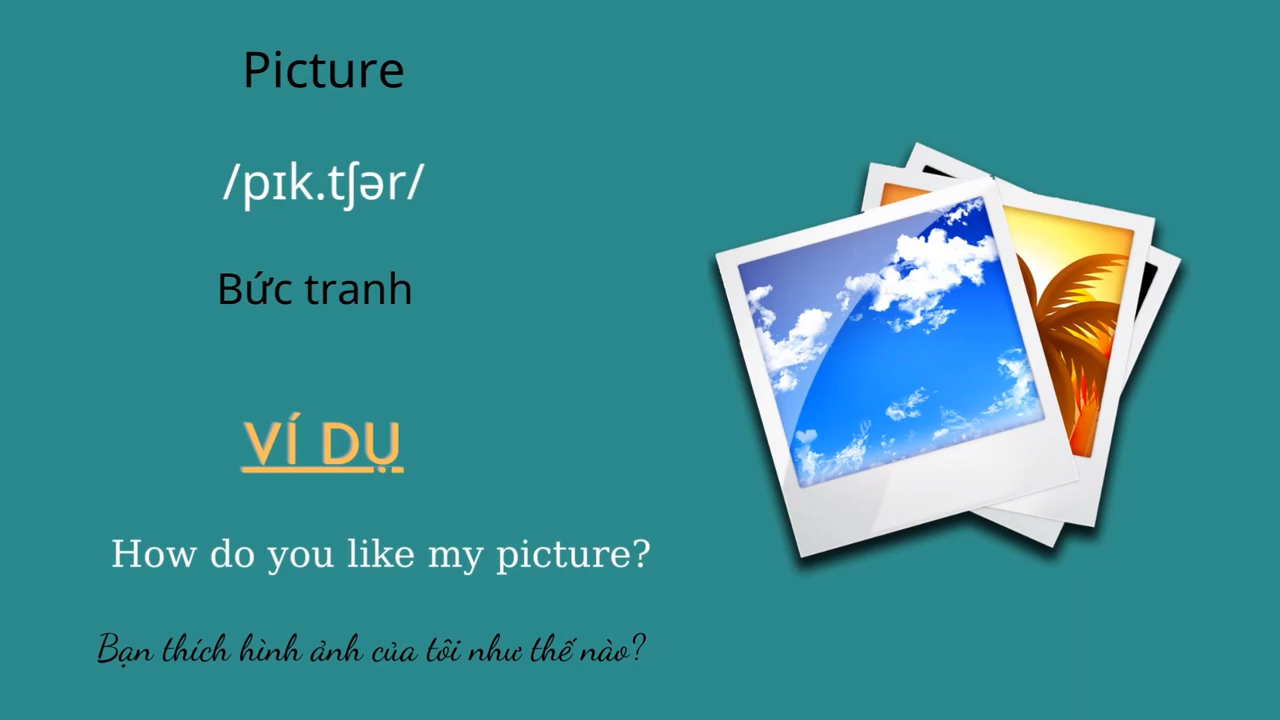 Picture
/pɪk.tʃər/
Bức tranh
VÍ DỤ
How do you like my picture?
Bạn thích hình ảnh của tôi như thế nào?